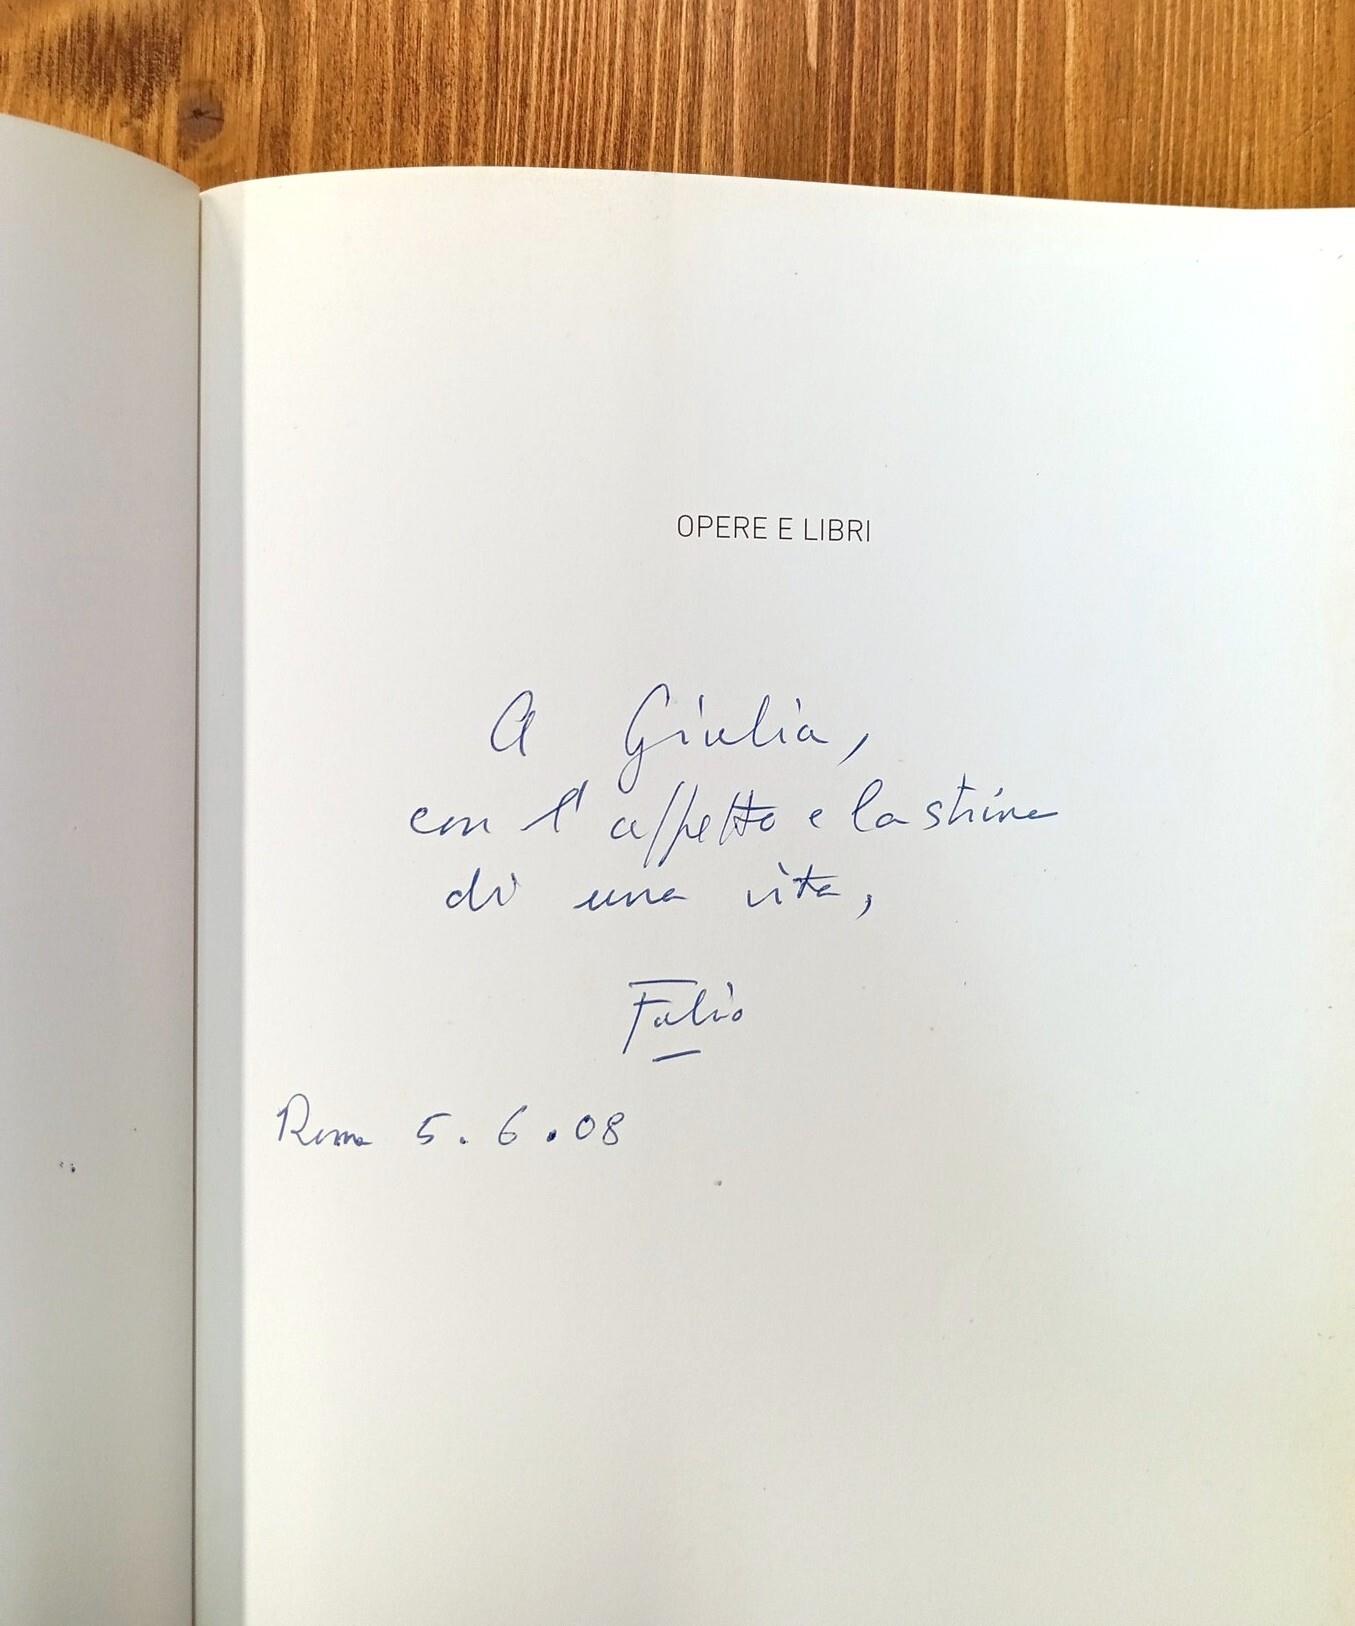 OPERE E LIBRI
A Giulia,
con l'affetto e la stima
di una vita,
Fabio
Roma 5.6.08